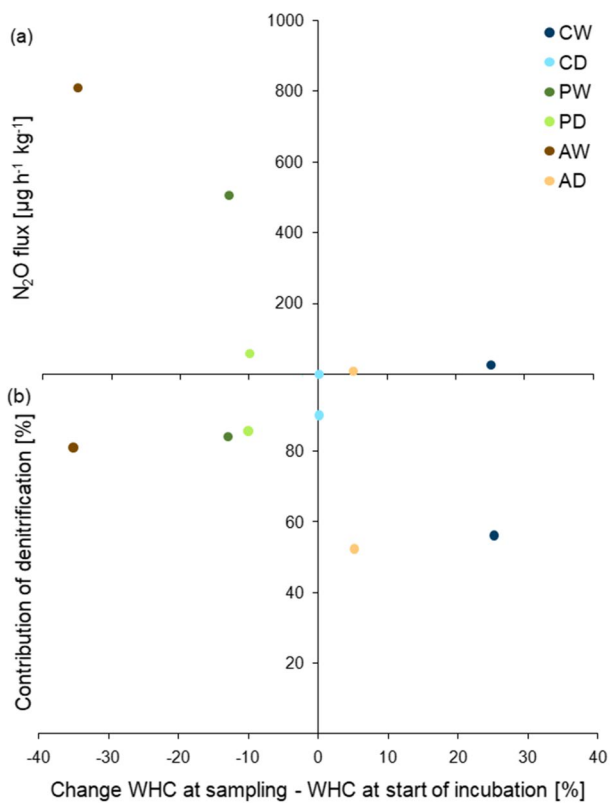 (a)
N₂O flux [µg h⁻¹ kg⁻¹]
1000
800
600
400
200
CW
CD
PW
PD
AW
AD
(b)
Contribution of denitrification [%]
80
60
40
20
-40 -30 -20 -10 0 10 20 30 40
Change WHC at sampling - WHC at start of incubation [%]